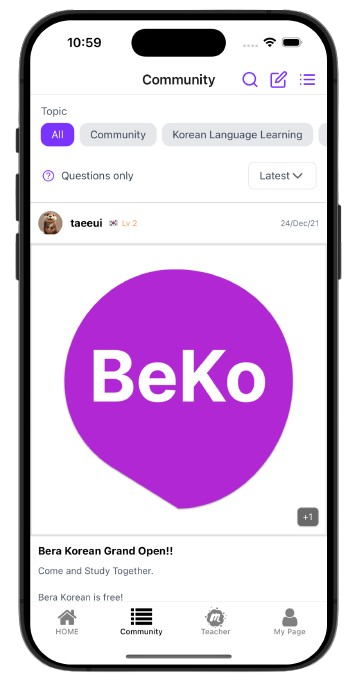 10:59
Community
Topic
All
Community
Korean Language Learning
Questions only
Latest
taeeui Lv 2
24/Dec/21
BeKo
+1
Bera Korean Grand Open!!
Come and Study Together.
Bera Korean is free!
HOME
Community
Teacher
My Page